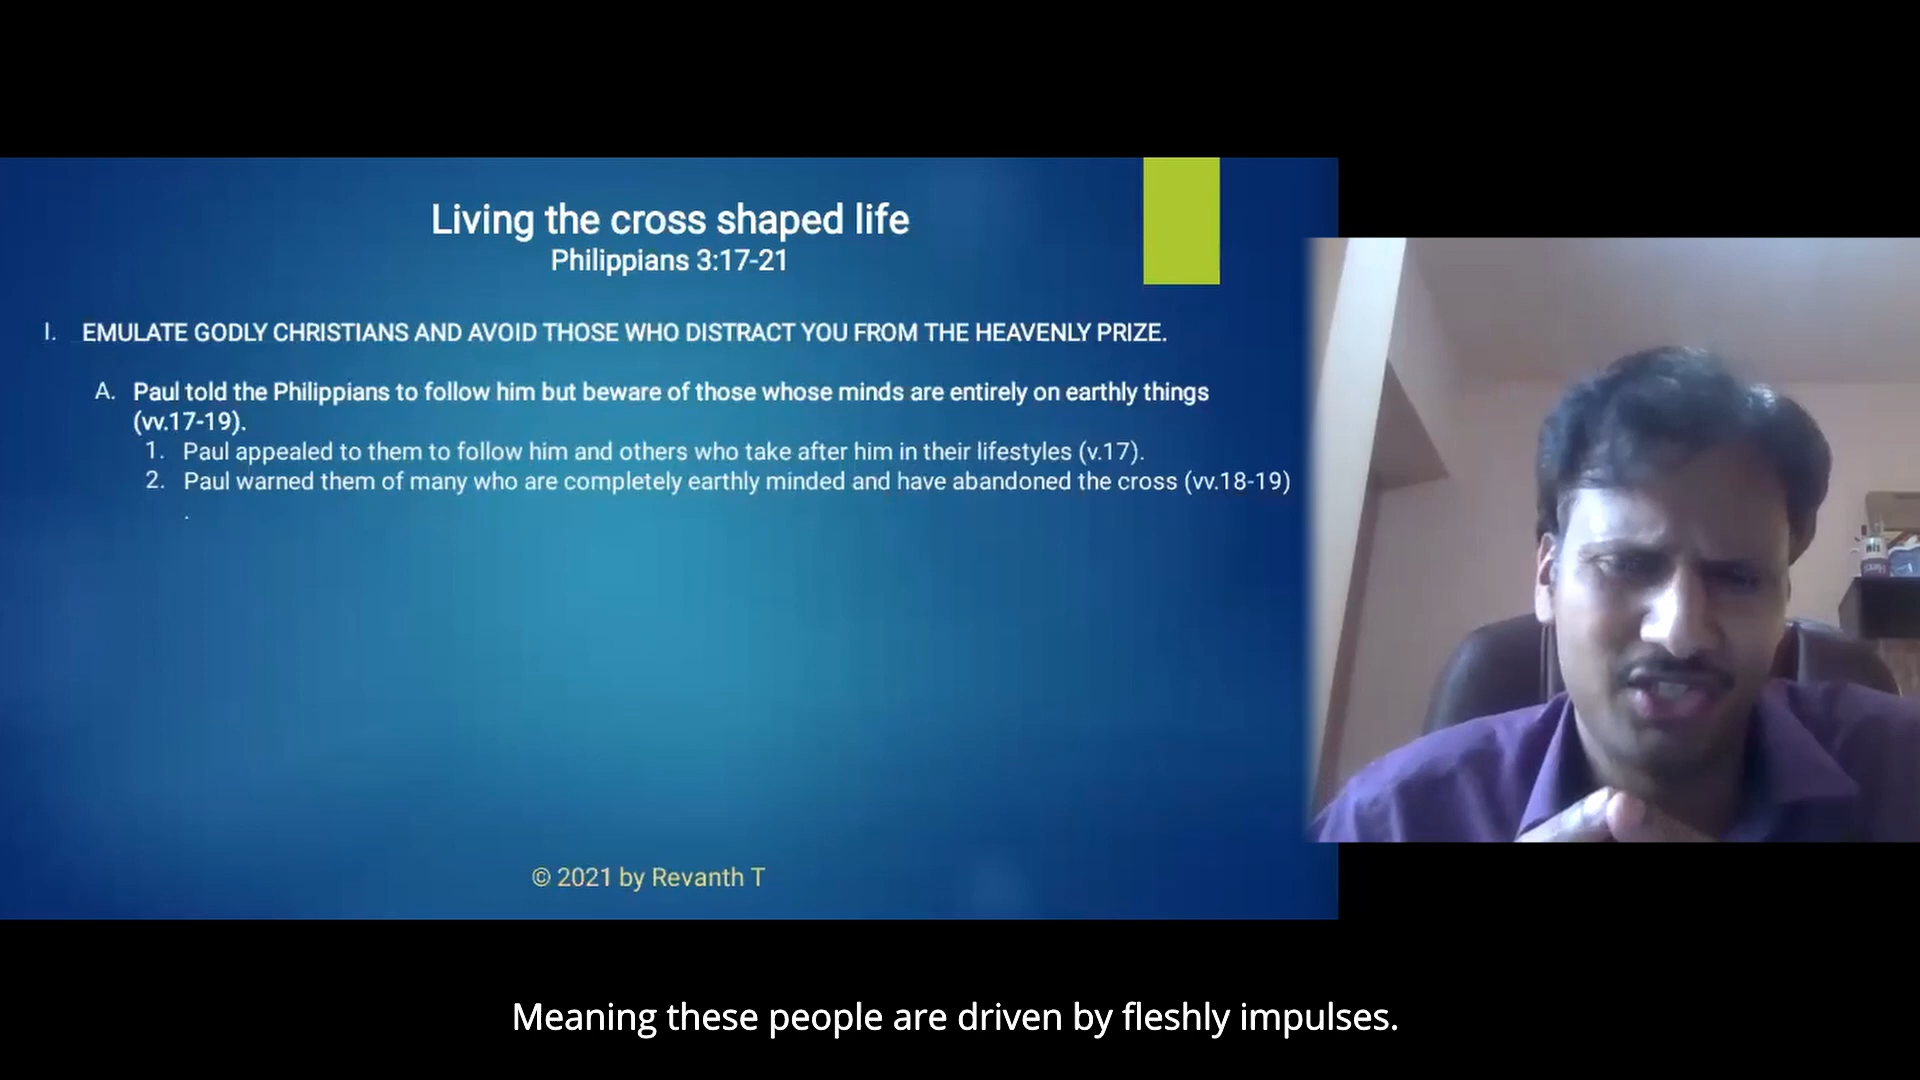 Living the cross shaped life
Philippians 3:17-21
I. EMULATE GODLY CHRISTIANS AND AVOID THOSE WHO DISTRACT YOU FROM THE HEAVENLY PRIZE.
A. Paul told the Philippians to follow him but beware of those whose minds are entirely on earthly things
(vv.17-19).
1. Paul appealed to them to follow him and others who take after him in their lifestyles (v.17).
2. Paul warned them of many who are completely earthly minded and have abandoned the cross (vv.18-19)
.
© 2021 by Revanth T
Meaning these people are driven by fleshly impulses.